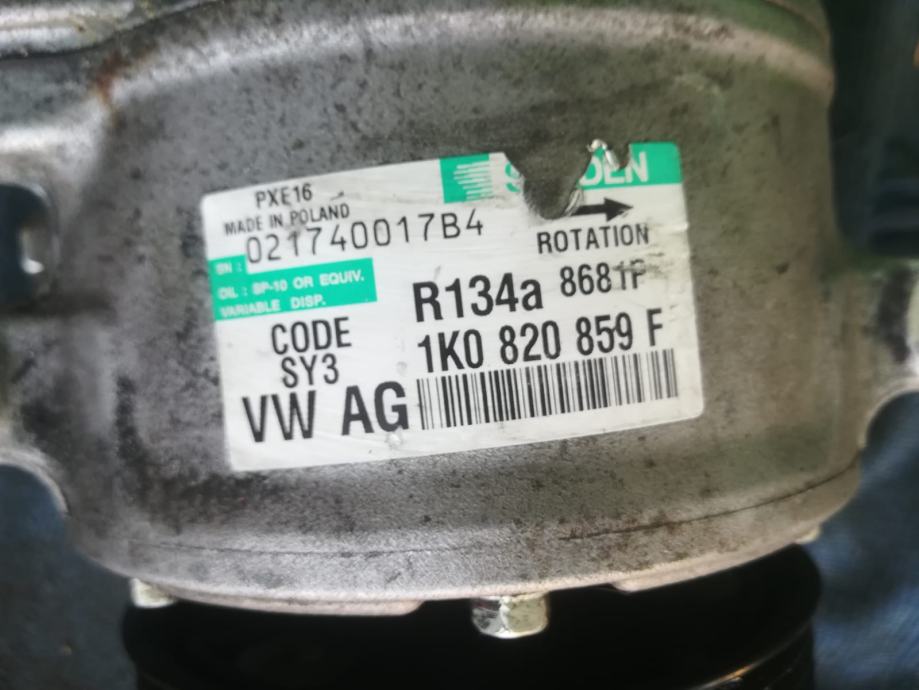 PXE16
MADE IN POLAND
SN : 021740017B4
ROTATION
OIL : SP-10 OR EQUIV.
VARIABLE DISP.
R134a 8681P
CODE
SY3
1K0 820 859 F
VW AG